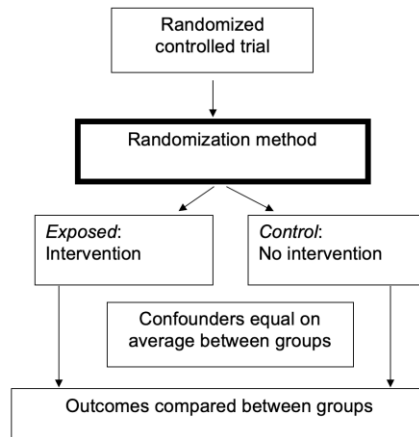 Randomized
controlled trial
Randomization method
Exposed:
Intervention
Control:
No intervention
Confounders equal on
average between groups
Outcomes compared between groups